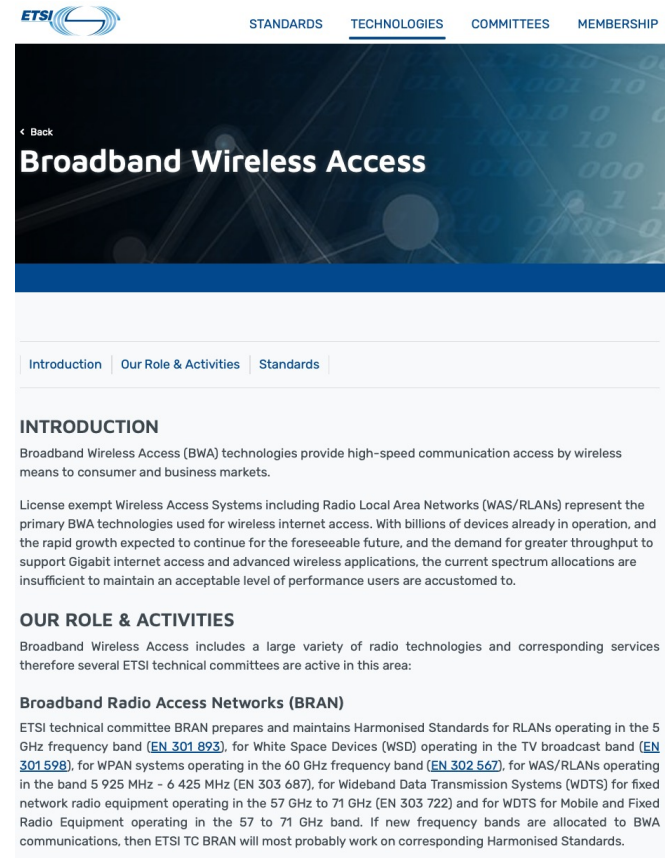 ETSI
STANDARDS TECHNOLOGIES COMMITTEES MEMBERSHIP
< Back
Broadband Wireless Access
Introduction Our Role & Activities Standards
INTRODUCTION
Broadband Wireless Access (BWA) technologies provide high-speed communication access by wireless
means to consumer and business markets.
License exempt Wireless Access Systems including Radio Local Area Networks (WAS/RLANs) represent the
primary BWA technologies used for wireless internet access. With billions of devices already in operation, and
the rapid growth expected to continue for the foreseeable future, and the demand for greater throughput to
support Gigabit internet access and advanced wireless applications, the current spectrum allocations are
insufficient to maintain an acceptable level of performance users are accustomed to.
OUR ROLE & ACTIVITIES
Broadband Wireless Access includes a large variety of radio technologies and corresponding services
therefore several ETSI technical committees are active in this area:
Broadband Radio Access Networks (BRAN)
ETSI technical committee BRAN prepares and maintains Harmonised Standards for RLANs operating in the 5
GHz frequency band (EN 301 893), for White Space Devices (WSD) operating in the TV broadcast band (EN
301 598), for WPAN systems operating in the 60 GHz frequency band (EN 302 567), for WAS/RLANs operating
in the band 5 925 MHz - 6 425 MHz (EN 303 687), for Wideband Data Transmission Systems (WDTS) for fixed
network radio equipment operating in the 57 GHz to 71 GHz (EN 303 722) and for WDTS for Mobile and Fixed
Radio Equipment operating in the 57 to 71 GHz band. If new frequency bands are allocated to BWA
communications, then ETSI TC BRAN will most probably work on corresponding Harmonised Standards.